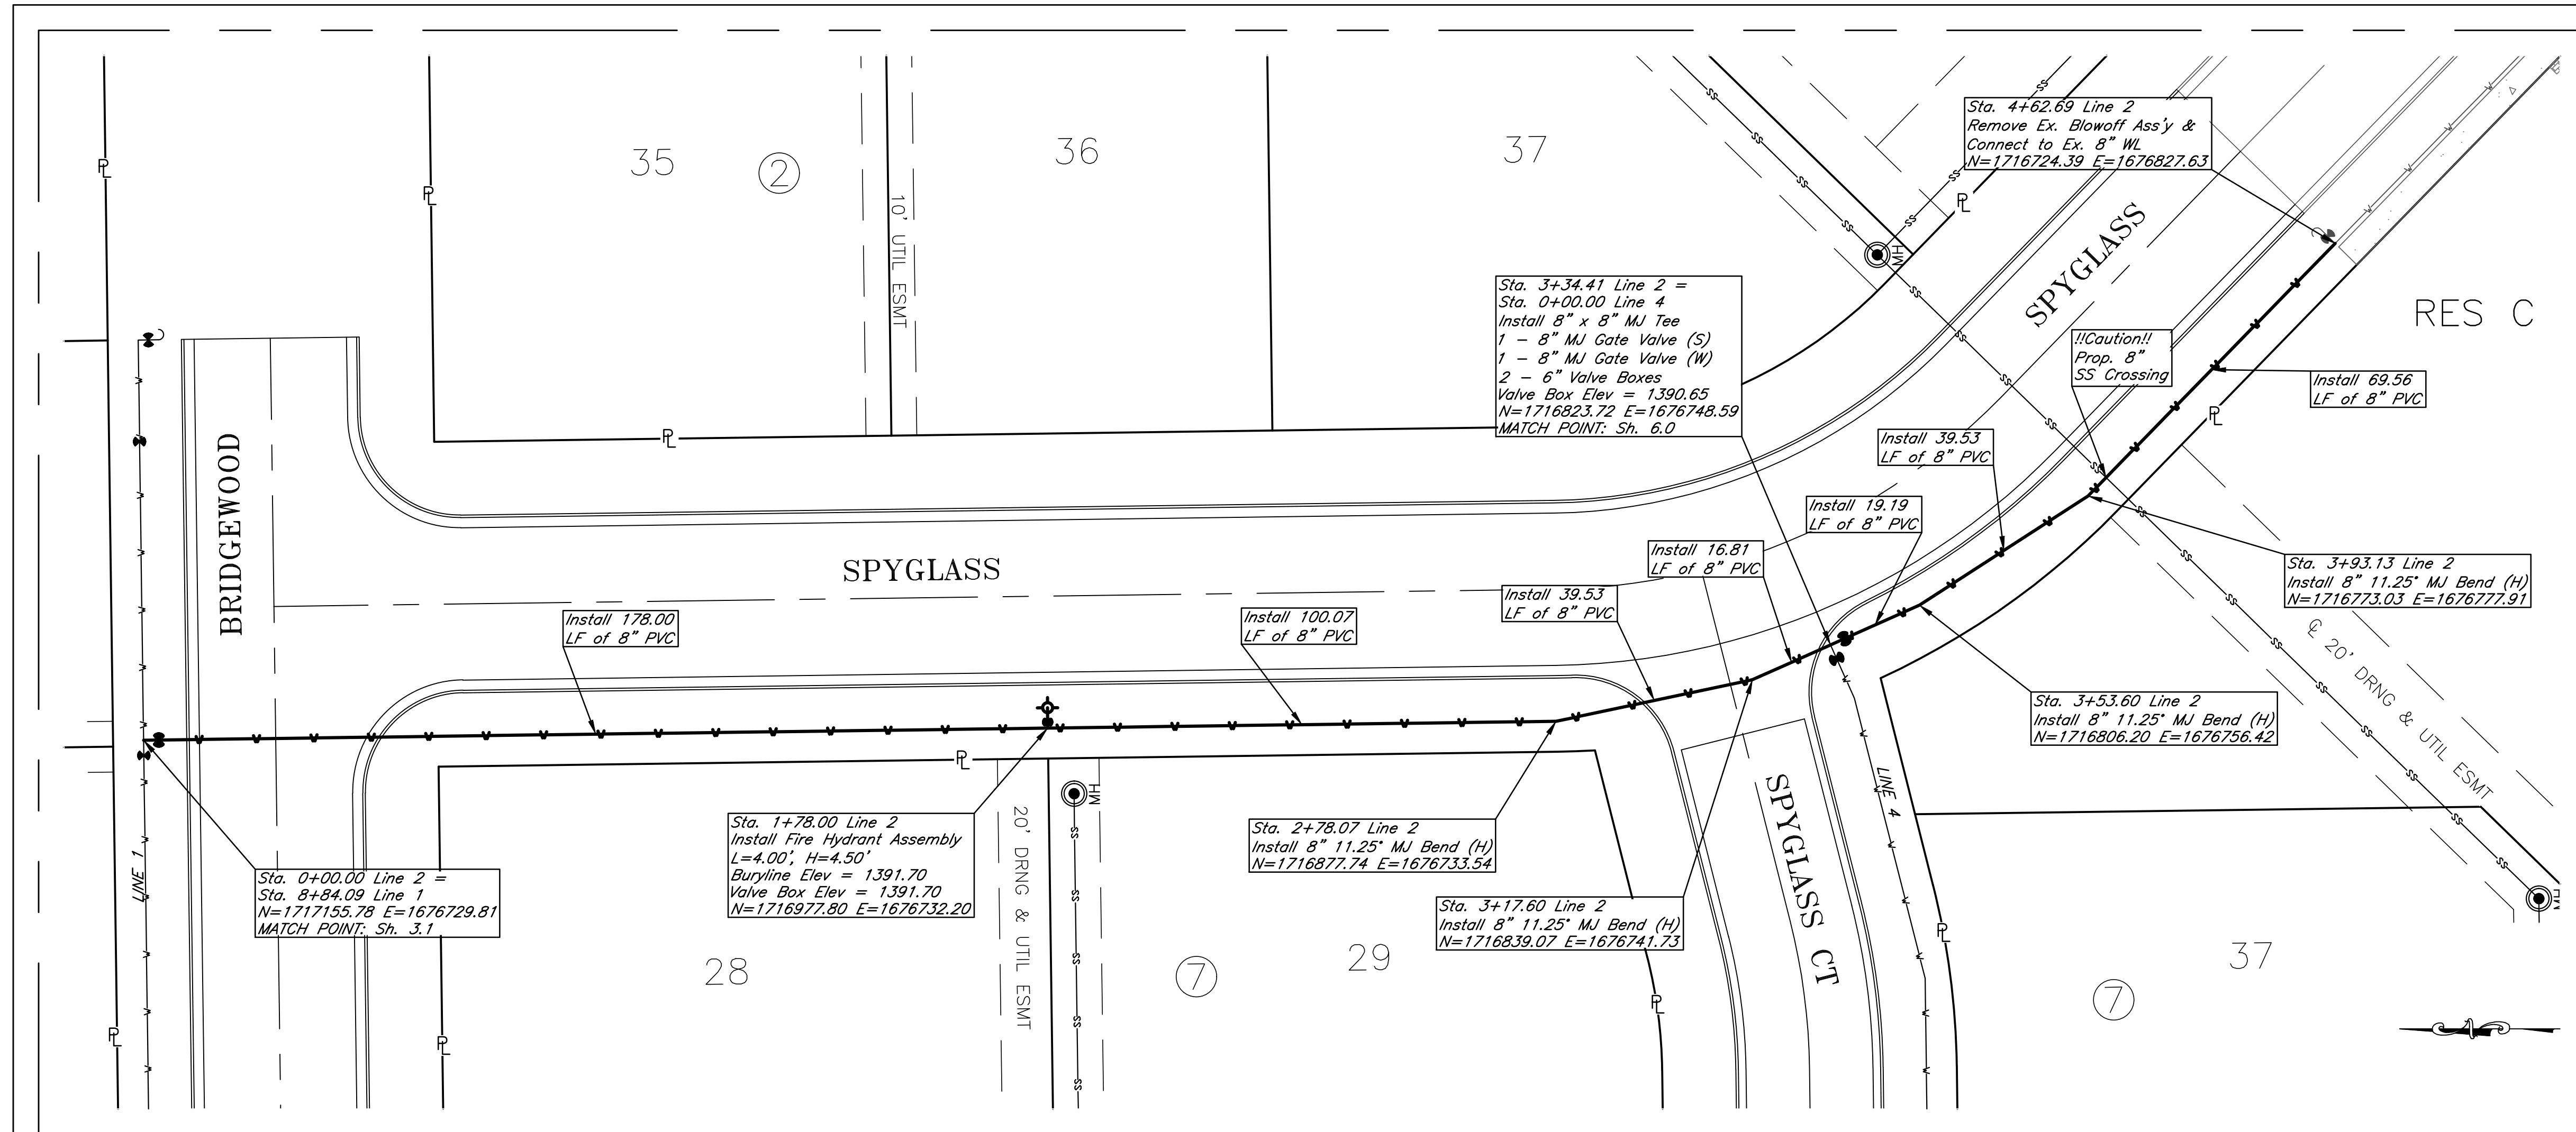 35
2
36
37
10' UTIL ESMT
Sta. 4+62.69 Line 2
Remove Ex. Blowoff Ass'y &
Connect to Ex. 8" WL
N=1716724.39 E=1676827.63
MH
SPYGLASS
RES C
Sta. 3+34.41 Line 2 =
Sta. 0+00.00 Line 4
Install 8" x 8" MJ Tee
1 - 8" MJ Gate Valve (S)
1 - 8" MJ Gate Valve (W)
2 - 6" Valve Boxes
Valve Box Elev = 1390.65
N=1716823.72 E=1676748.59
MATCH POINT: Sh. 6.0
!!Caution!!
Prop. 8"
SS Crossing
Install 69.56
LF of 8" PVC
Install 39.53
LF of 8" PVC
Install 19.19
LF of 8" PVC
Install 16.81
LF of 8" PVC
Install 39.53
LF of 8" PVC
BRIDGEWOOD
SPYGLASS
Install 178.00
LF of 8" PVC
Install 100.07
LF of 8" PVC
Sta. 3+93.13 Line 2
Install 8" 11.25° MJ Bend (H)
N=1716773.03 E=1676777.91
℄ 20' DRNG & UTIL ESMT
Sta. 3+53.60 Line 2
Install 8" 11.25° MJ Bend (H)
N=1716806.20 E=1676756.42
LINE 4
SPYGLASS CT
MH
20' DRNG & UTIL ESMT
Sta. 1+78.00 Line 2
Install Fire Hydrant Assembly
L=4.00', H=4.50'
Buryline Elev = 1391.70
Valve Box Elev = 1391.70
N=1716977.80 E=1676732.20
Sta. 2+78.07 Line 2
Install 8" 11.25° MJ Bend (H)
N=1716877.74 E=1676733.54
LINE 1
Sta. 0+00.00 Line 2 =
Sta. 8+84.09 Line 1
N=1717155.78 E=1676729.81
MATCH POINT: Sh. 3.1
Sta. 3+17.60 Line 2
Install 8" 11.25° MJ Bend (H)
N=1716839.07 E=1676741.73
28
7
29
37
7